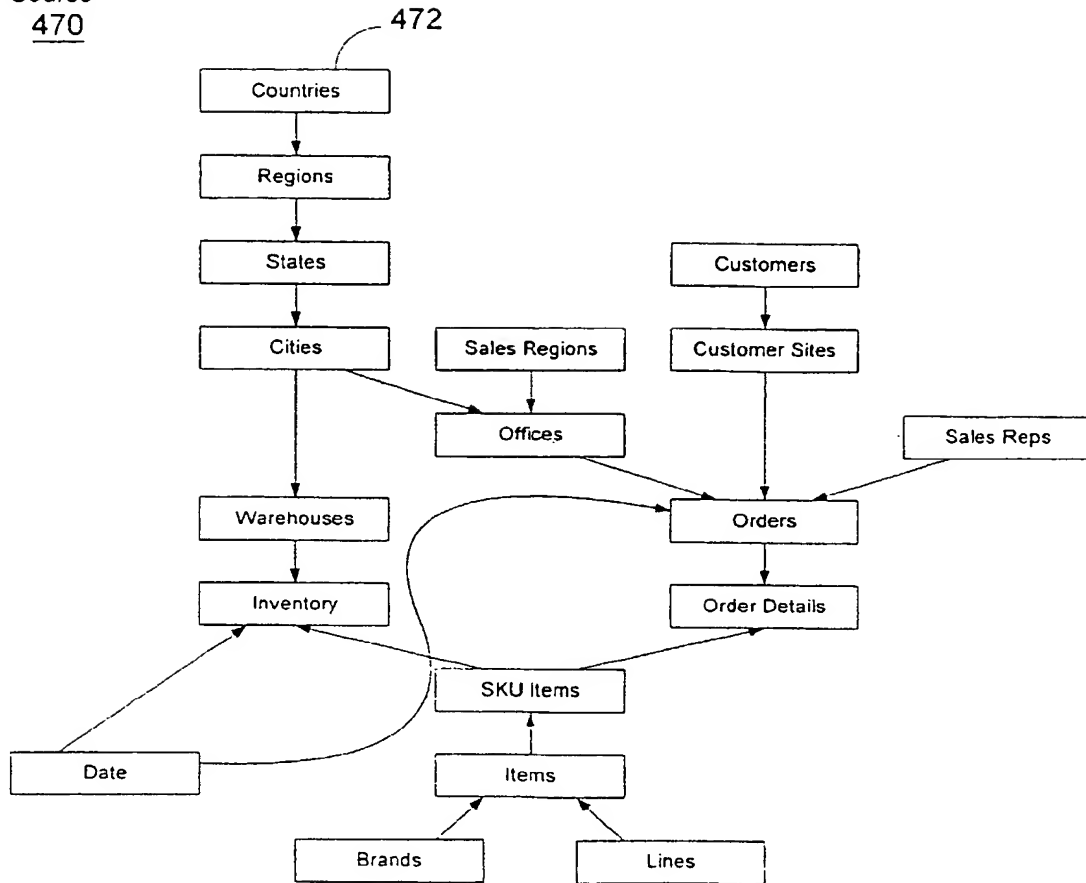 470
472
Countries
Regions
States
Customers
Cities
Sales Regions
Customer Sites
Offices
Sales Reps
Warehouses
Orders
Inventory
Order Details
SKU Items
Date
Items
Brands
Lines